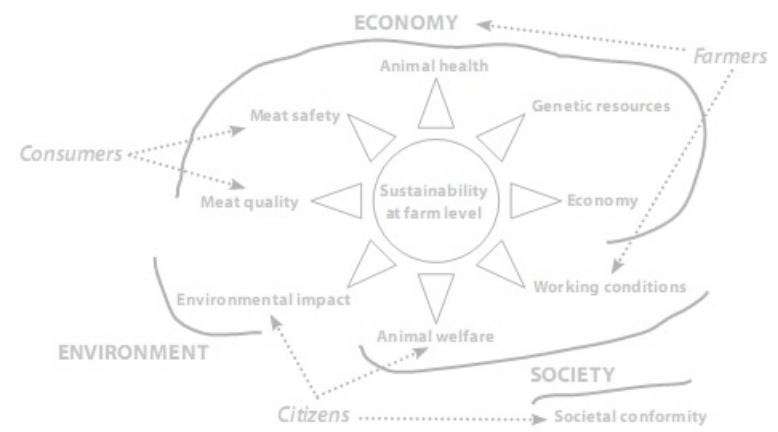 ECONOMY
Farmers
Animal health
Genetic resources
Meat safety
Consumers
Sustainability
at farm level
Meat quality
Economy
Working conditions
Environmental impact
Animal welfare
ENVIRONMENT
SOCIETY
Citizens
Societal conformity